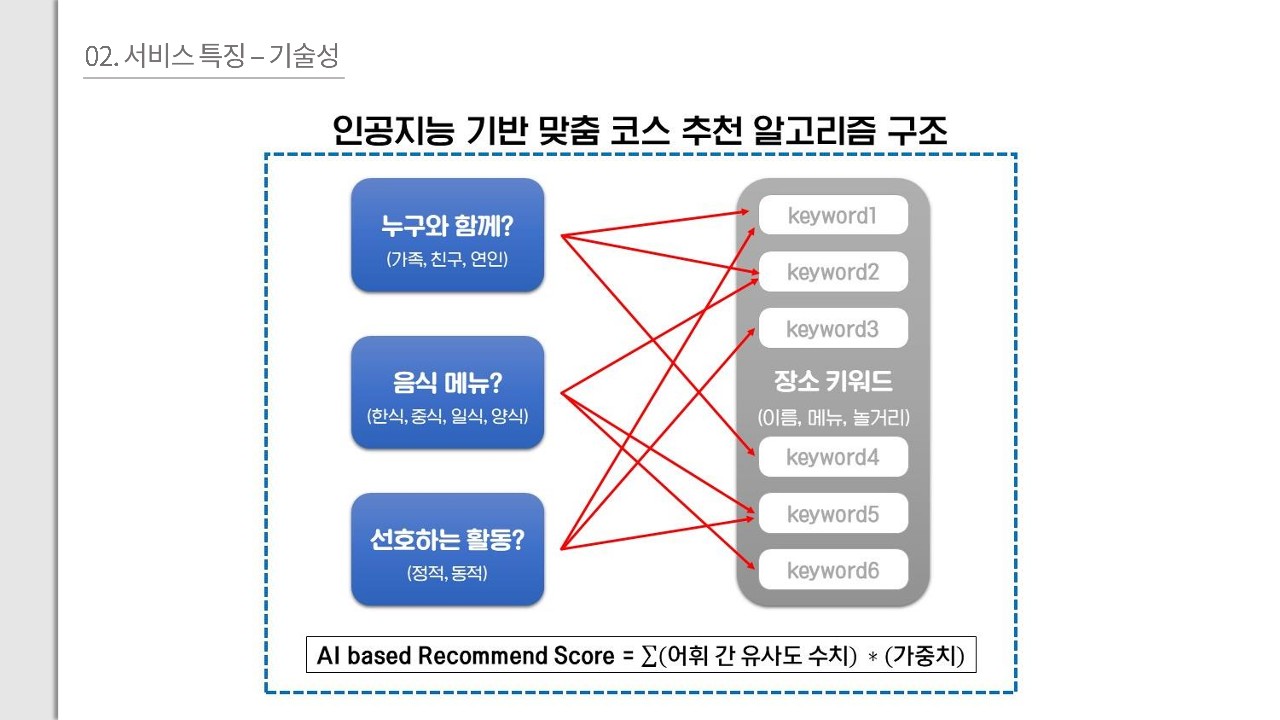 02. 서비스 특징 – 기술성
인공지능 기반 맞춤 코스 추천 알고리즘 구조
누구와 함께?
(가족, 친구, 연인)
음식 메뉴?
(한식, 중식, 일식, 양식)
선호하는 활동?
(정적, 동적)
keyword1
keyword2
keyword3
장소 키워드
(이름, 메뉴, 놀거리)
keyword4
keyword5
keyword6
AI based Recommend Score = ∑(어휘 간 유사도 수치) * (가중치)